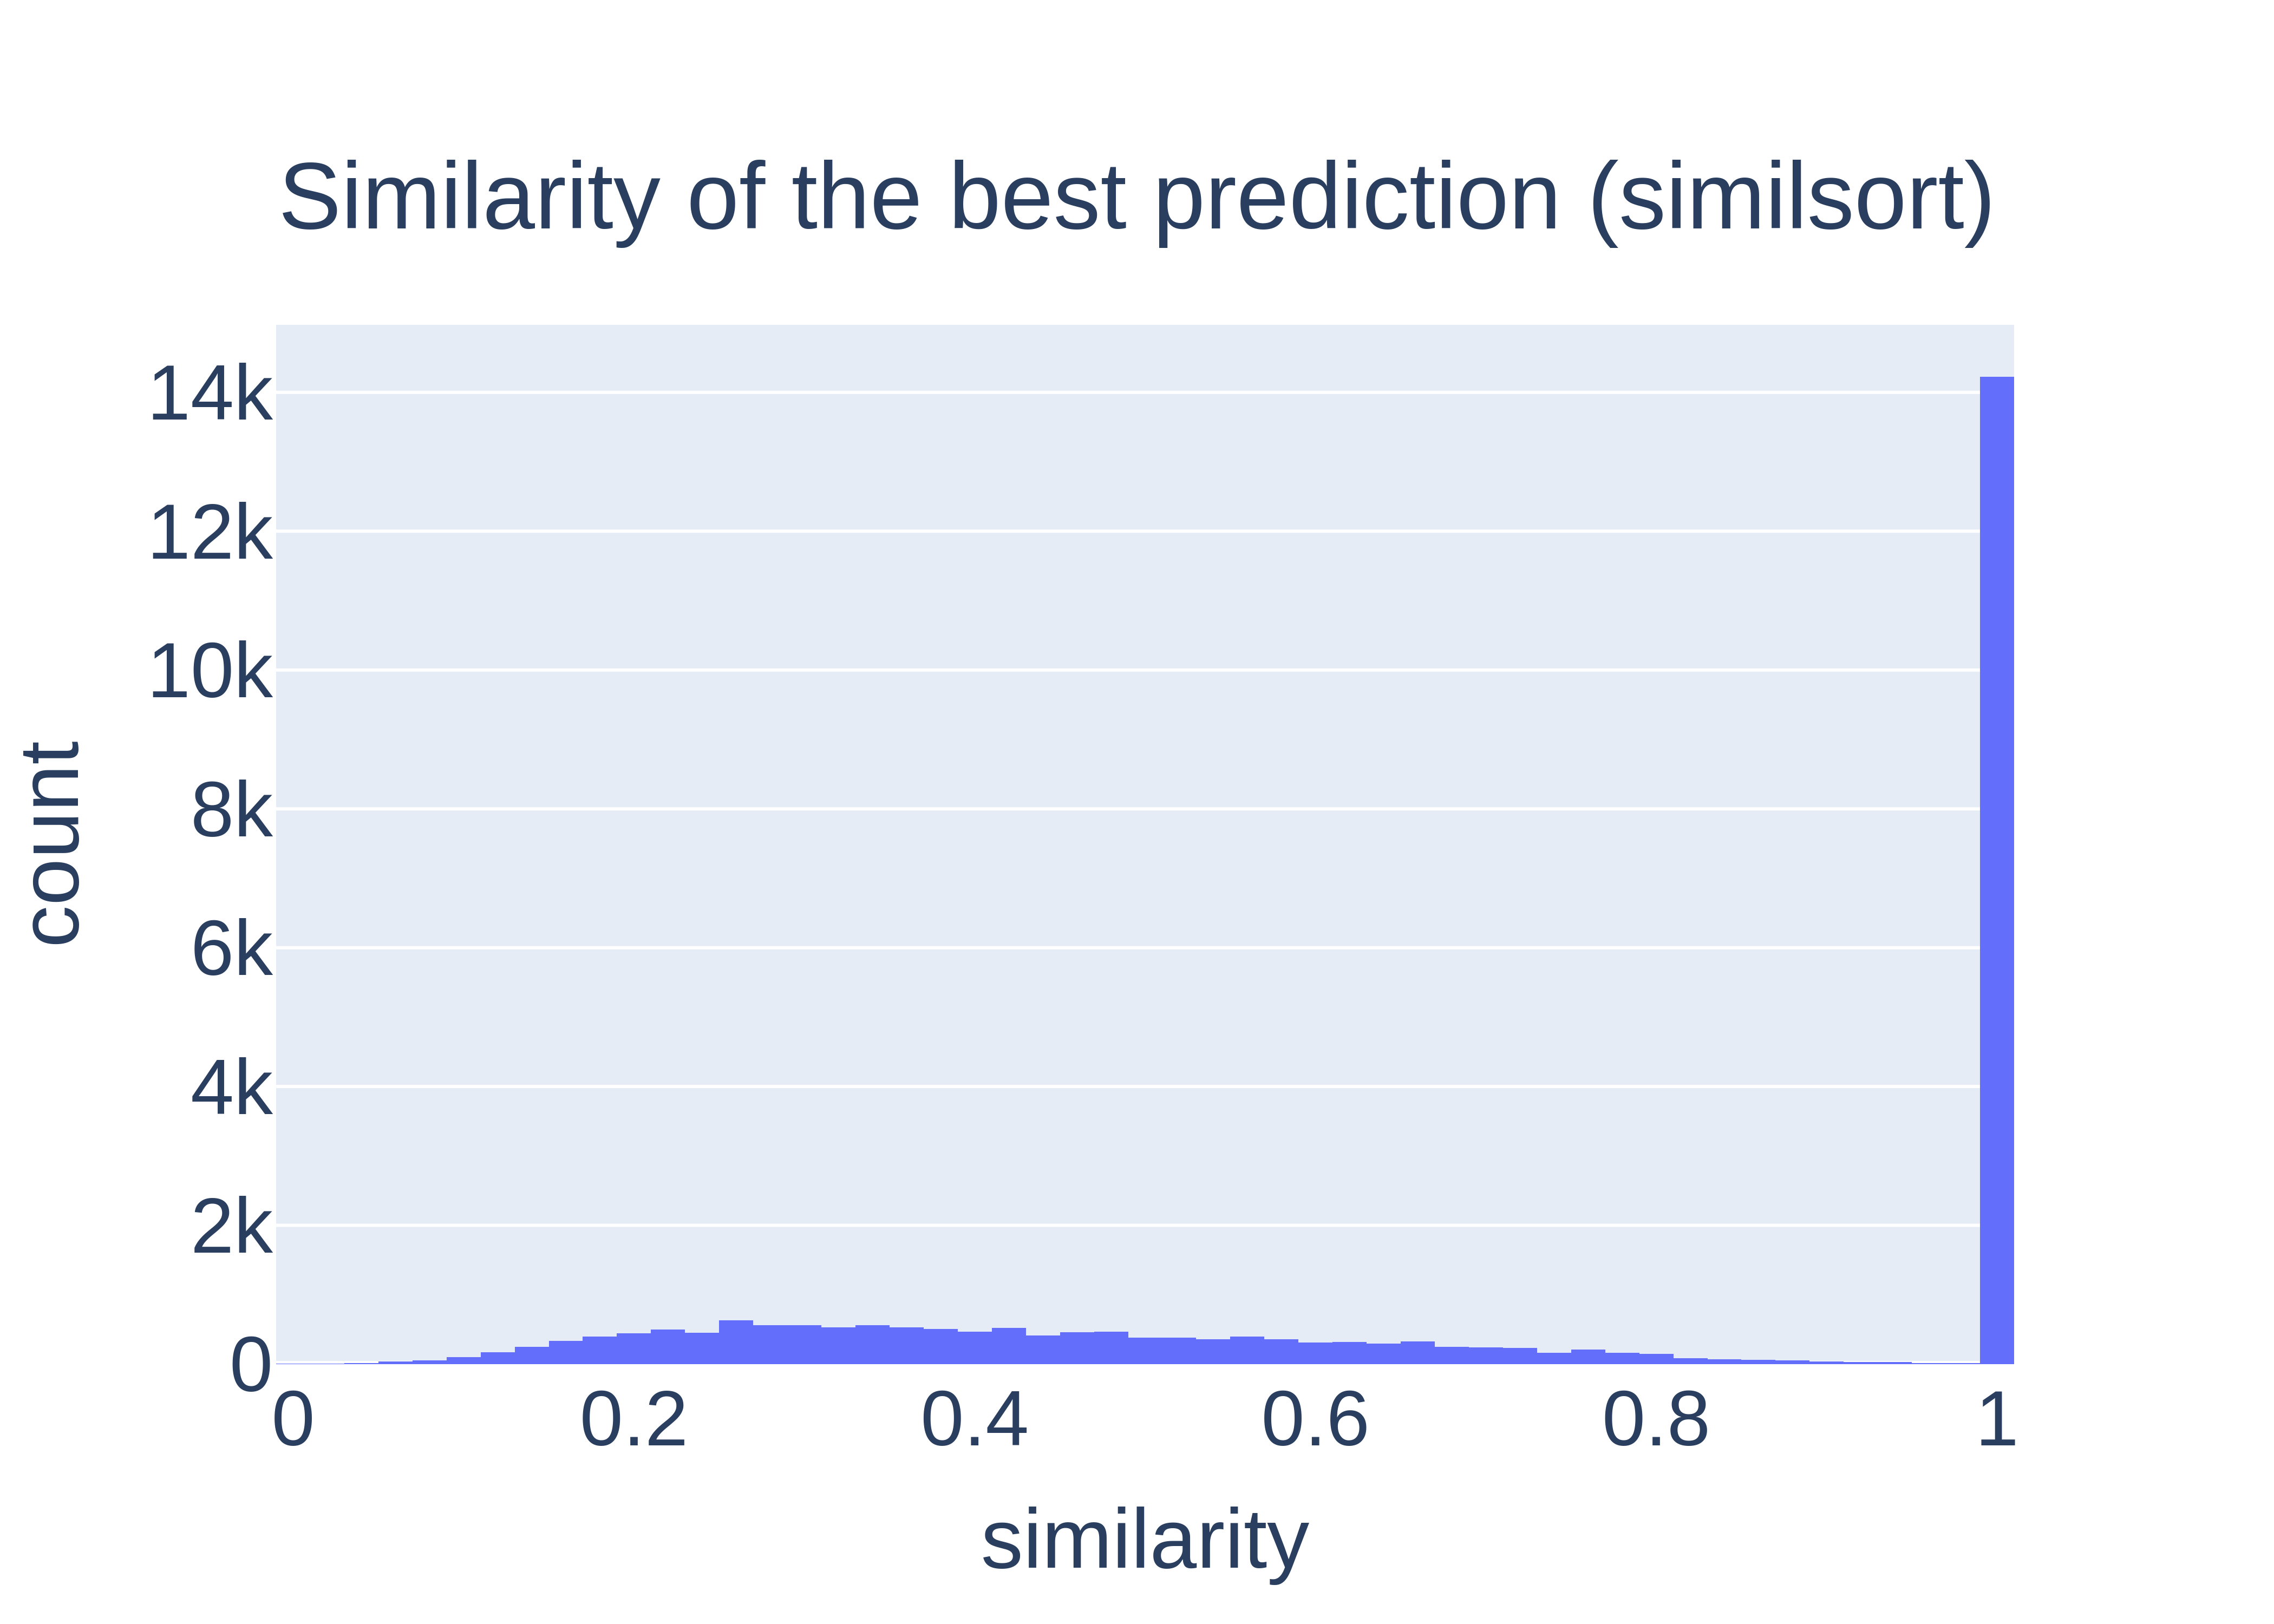 Similarity of the best prediction (similsort)
14k
12k
10k
8k
6k
4k
2k
0
count
0 0.2 0.4 0.6 0.8 1
similarity